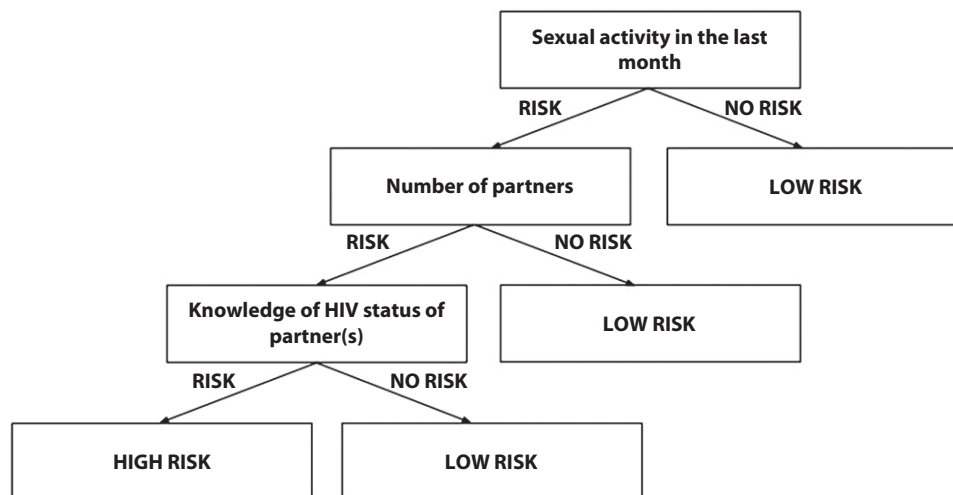 Sexual activity in the last
month
RISK
NO RISK
Number of partners
LOW RISK
RISK
NO RISK
Knowledge of HIV status of
partner(s)
LOW RISK
RISK
NO RISK
HIGH RISK
LOW RISK